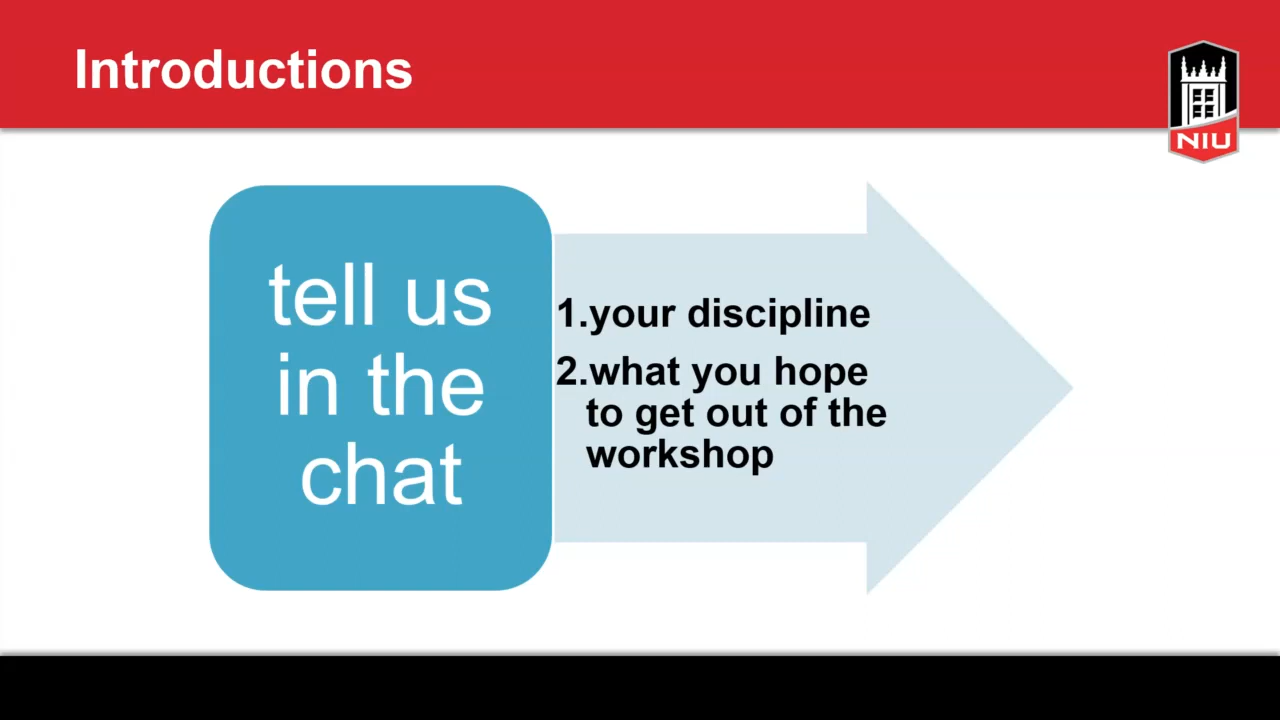 Introductions
NIU
tell us
in the
chat
1.your discipline
2.what you hope
to get out of the
workshop